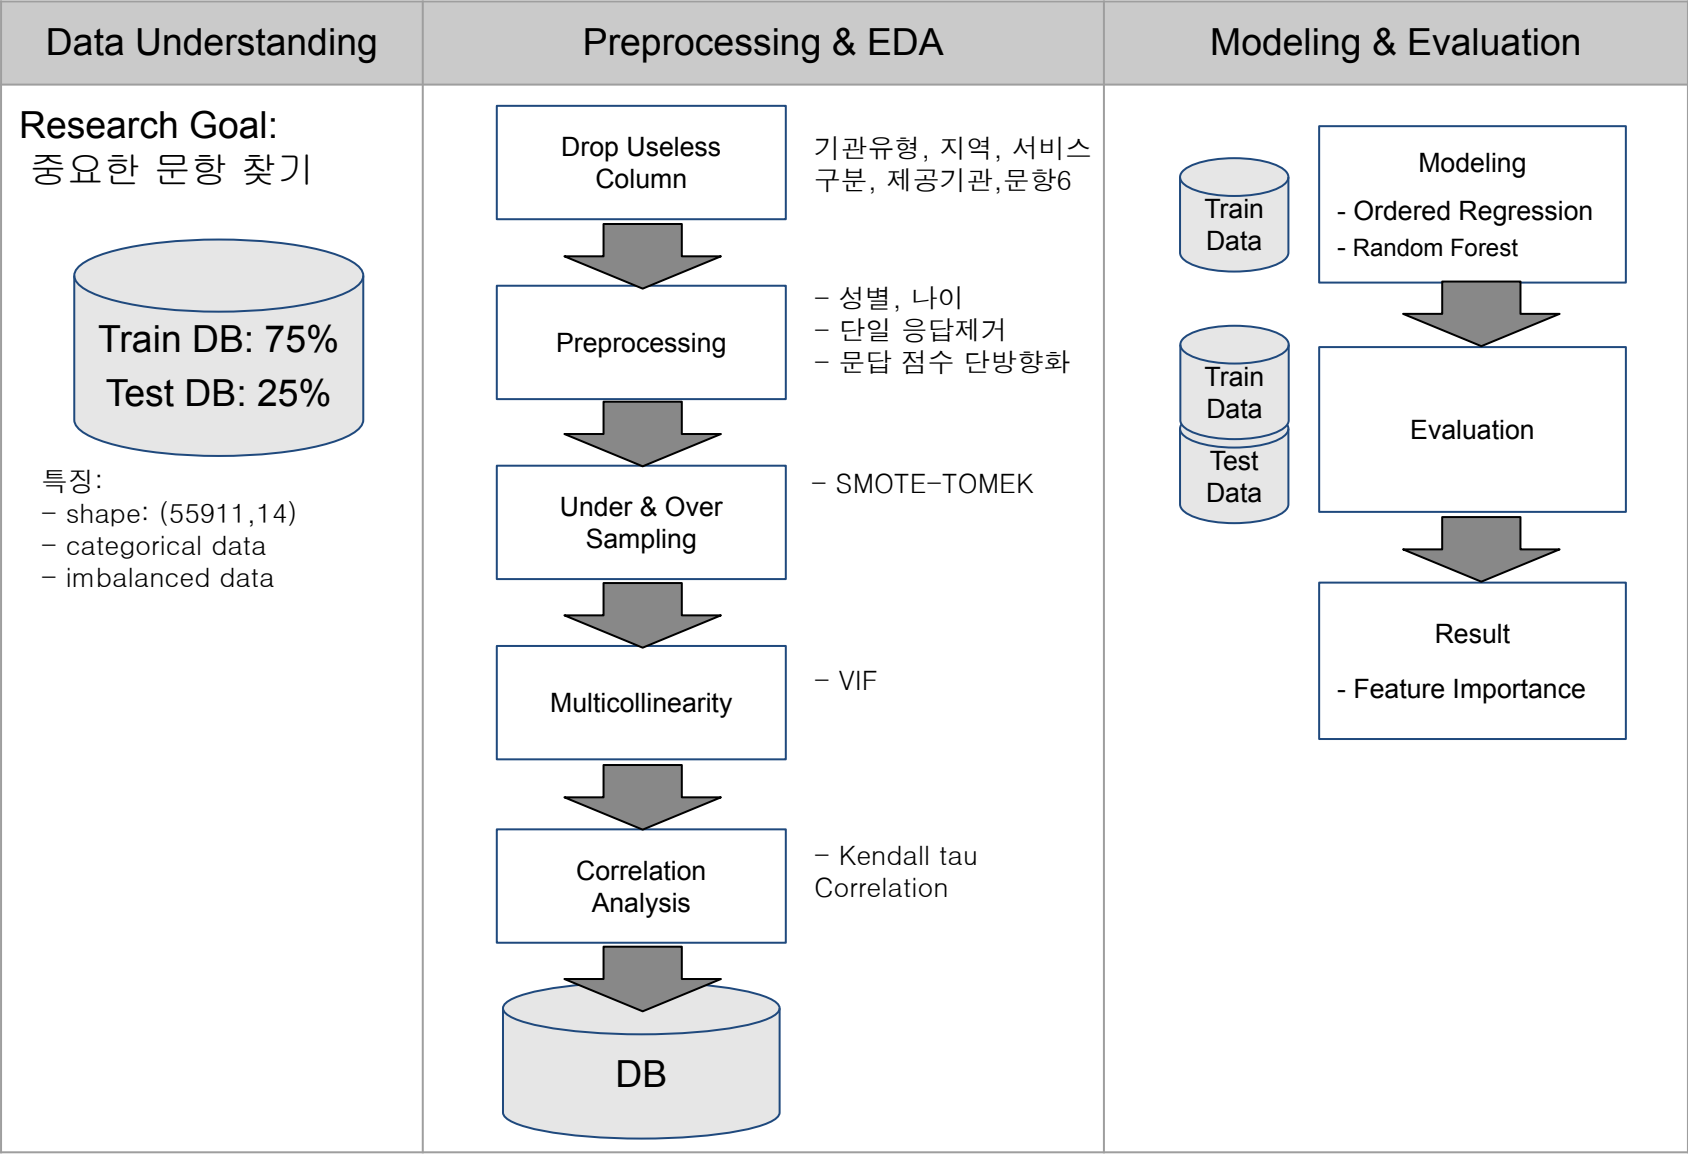 Data Understanding
Preprocessing & EDA
Modeling & Evaluation
Research Goal:
중요한 문항 찾기
Train DB: 75%
Test DB: 25%
특징:
- shape: (55911,14)
- categorical data
- imbalanced data
Drop Useless
Column
기관유형, 지역, 서비스
구분, 제공기관,문항6
Preprocessing
- 성별, 나이
- 단일 응답제거
- 문답 점수 단방향화
Under & Over
Sampling
- SMOTE-TOMEK
Multicollinearity
- VIF
Correlation
Analysis
- Kendall tau
Correlation
DB
Train
Data
Modeling
- Ordered Regression
- Random Forest
Train
Data
Test
Data
Evaluation
Result
- Feature Importance